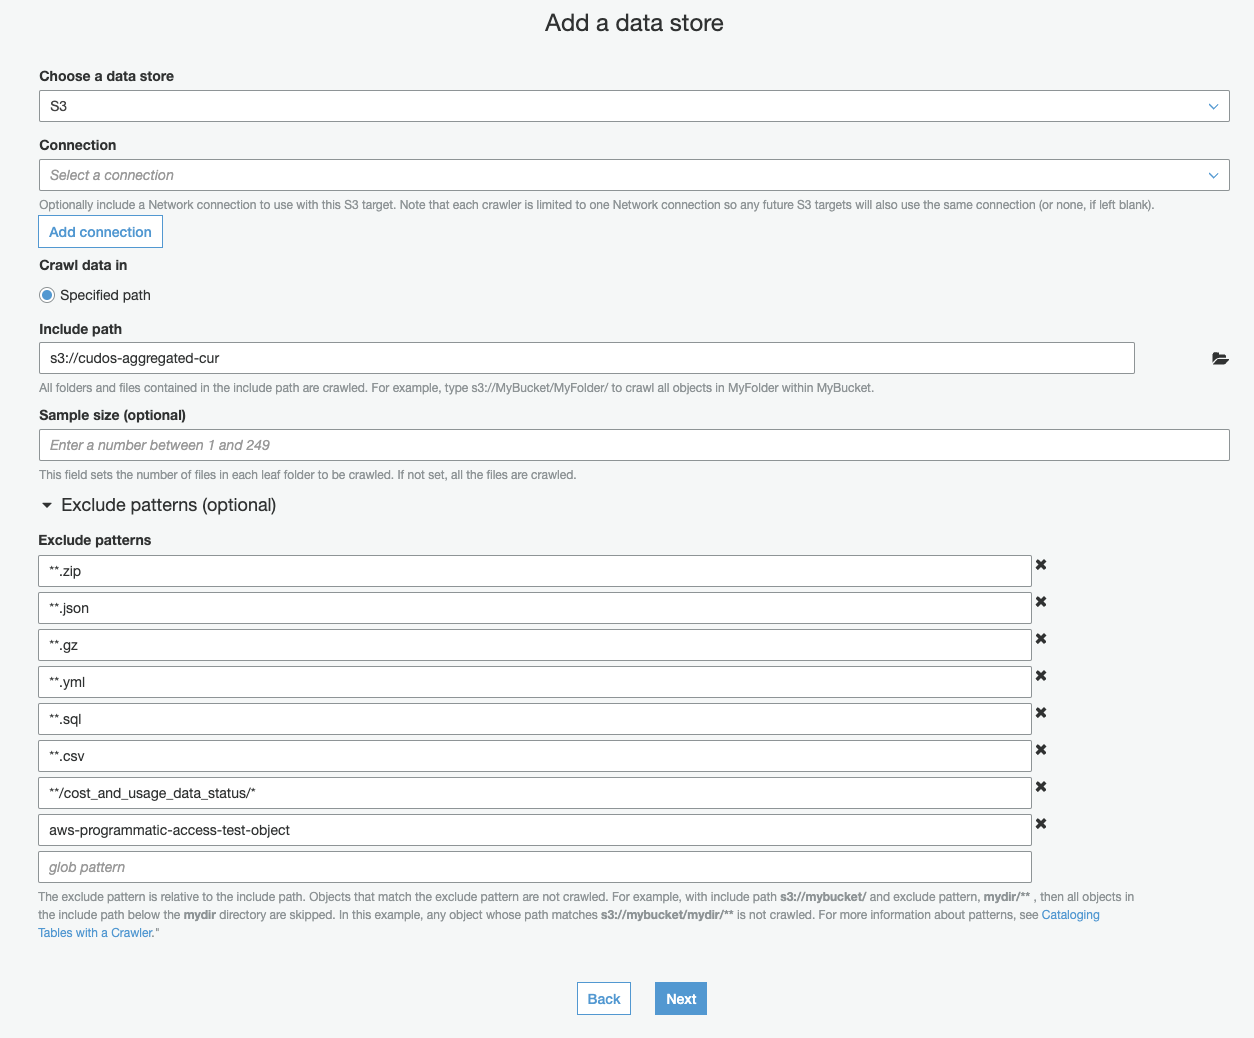 Add a data store
Choose a data store
S3
Connection
Select a connection
Optionally include a Network connection to use with this S3 target. Note that each crawler is limited to one Network connection so any future S3 targets will also use the same connection (or none, if left blank).
Add connection
Crawl data in
Specified path
Include path
s3://cudos-aggregated-cur
All folders and files contained in the include path are crawled. For example, type s3://MyBucket/MyFolder/ to crawl all objects in MyFolder within MyBucket.
Sample size (optional)
Enter a number between 1 and 249
This field sets the number of files in each leaf folder to be crawled. If not set, all the files are crawled.
Exclude patterns (optional)
Exclude patterns
**.zip
**.json
**.gz
**.yml
**.sql
**.csv
**/cost_and_usage_data_status/*
aws-programmatic-access-test-object
glob pattern
The exclude pattern is relative to the include path. Objects that match the exclude pattern are not crawled. For example, with include path s3://mybucket/ and exclude pattern, mydir/** , then all objects in
the include path below the mydir directory are skipped. In this example, any object whose path matches s3://mybucket/mydir/** is not crawled. For more information about patterns, see Cataloging
Tables with a Crawler."
Back
Next